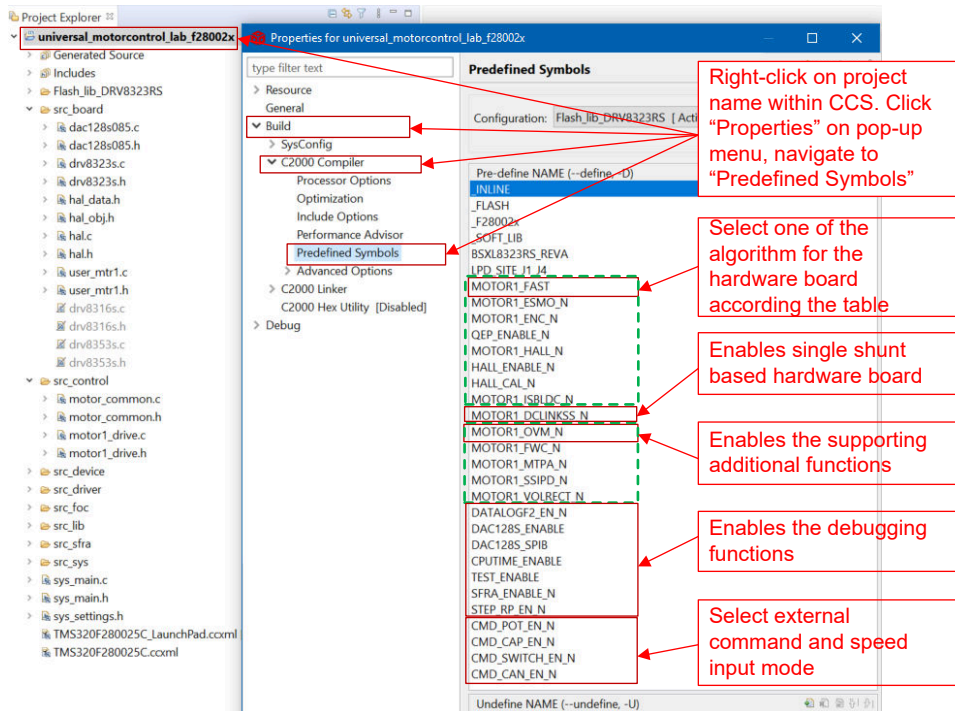 Project Explorer
universal_motorcontrol_lab_f28002x
Generated Source
Includes
Flash_lib_DRV8323RS
src_board
dac128s085.c
dac128s085.h
drv8323s.c
drv8323s.h
hal_data.h
hal_obj.h
hal.c
hal.h
user_mtr1.c
user_mtr1.h
drv8316s.c
drv8316s.h
drv8353s.c
drv8353s.h
src_control
motor_common.c
motor_common.h
motor1_drive.c
motor1_drive.h
src_device
src_driver
src_foc
src_lib
src_sfra
src_sys
sys_main.c
sys_main.h
sys_settings.h
TMS320F280025C_LaunchPad.ccxml
TMS320F280025C.ccxml
Properties for universal_motorcontrol_lab_f28002x
type filter text
Resource
General
Build
SysConfig
C2000 Compiler
Processor Options
Optimization
Include Options
Performance Advisor
Predefined Symbols
Advanced Options
C2000 Linker
C2000 Hex Utility [Disabled]
Debug
Predefined Symbols
Configuration: Flash_lib_DRV8323RS [ Acti
Pre-define NAME (--define, -D)
_INLINE
_FLASH
_F28002x
_SOFT_LIB
BSXL8323RS_REVA
LPD_SITE_J1_J4
MOTOR1_FAST
MOTOR1_ESMO_N
MOTOR1_ENC_N
QEP_ENABLE_N
MOTOR1_HALL_N
HALL_ENABLE_N
HALL_CAL_N
MOTOR1_ISBLDC_N
MOTOR1_DCLINKSS_N
MOTOR1_OVM_N
MOTOR1_FWC_N
MOTOR1_MTPA_N
MOTOR1_SSIPD_N
MOTOR1_VOLRECT_N
DATALOGF2_EN_N
DAC128S_ENABLE
DAC128S_SPIB
CPUTIME_ENABLE
TEST_ENABLE
SFRA_ENABLE_N
STEP_RP_EN_N
CMD_POT_EN_N
CMD_CAP_EN_N
CMD_SWITCH_EN_N
CMD_CAN_EN_N
Undefine NAME (--undefine, -U)
Right-click on project
name within CCS. Click
“Properties” on pop-up
menu, navigate to
“Predefined Symbols”
Select one of the
algorithm for the
hardware board
according the table
Enables single shunt
based hardware board
Enables the supporting
additional functions
Enables the debugging
functions
Select external
command and speed
input mode